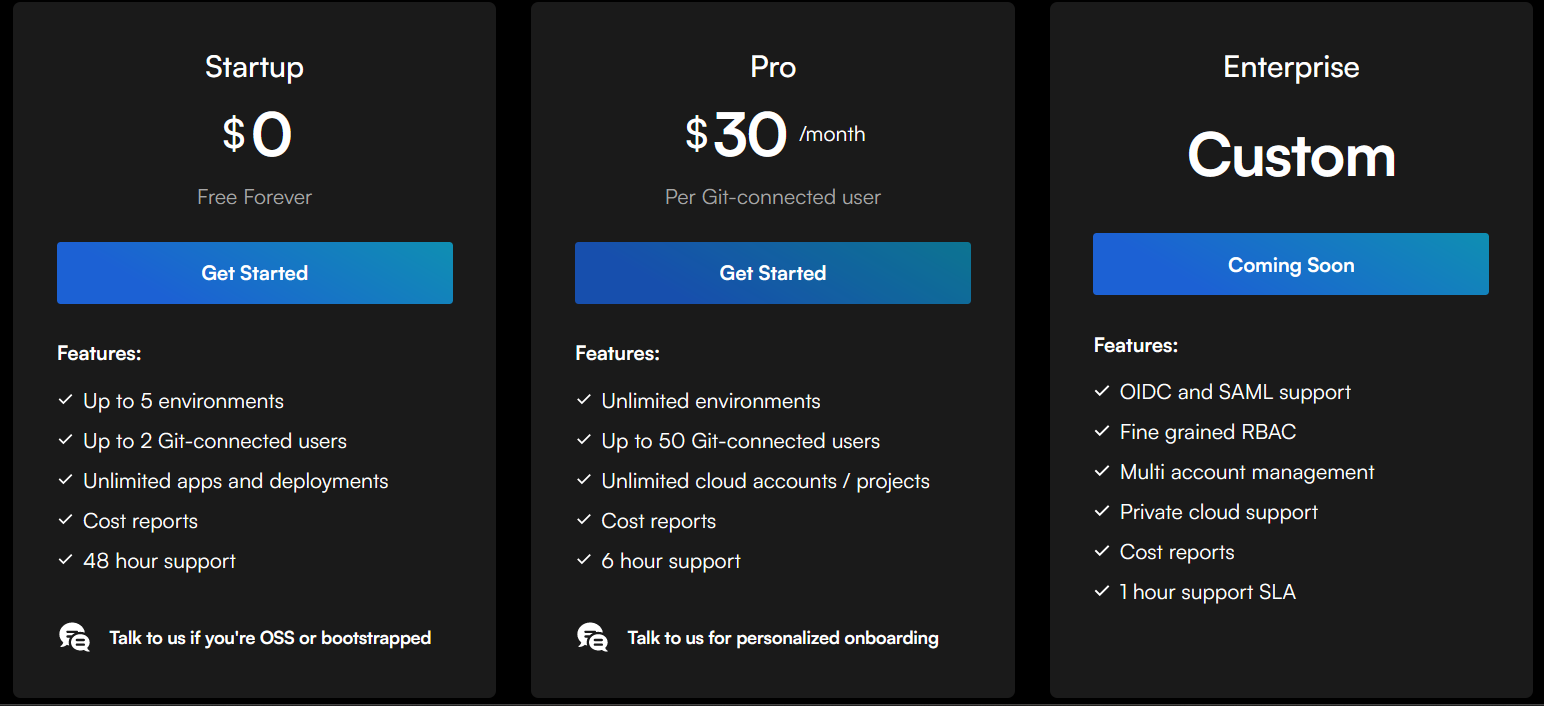 Startup
$0
Free Forever
Get Started
Features:
Up to 5 environments
Up to 2 Git-connected users
Unlimited apps and deployments
Cost reports
48 hour support
Talk to us if you're OSS or bootstrapped
Pro
$30 /month
Per Git-connected user
Get Started
Features:
Unlimited environments
Up to 50 Git-connected users
Unlimited cloud accounts / projects
Cost reports
6 hour support
Talk to us for personalized onboarding
Enterprise
Custom
Coming Soon
Features:
OIDC and SAML support
Fine grained RBAC
Multi account management
Private cloud support
Cost reports
1 hour support SLA